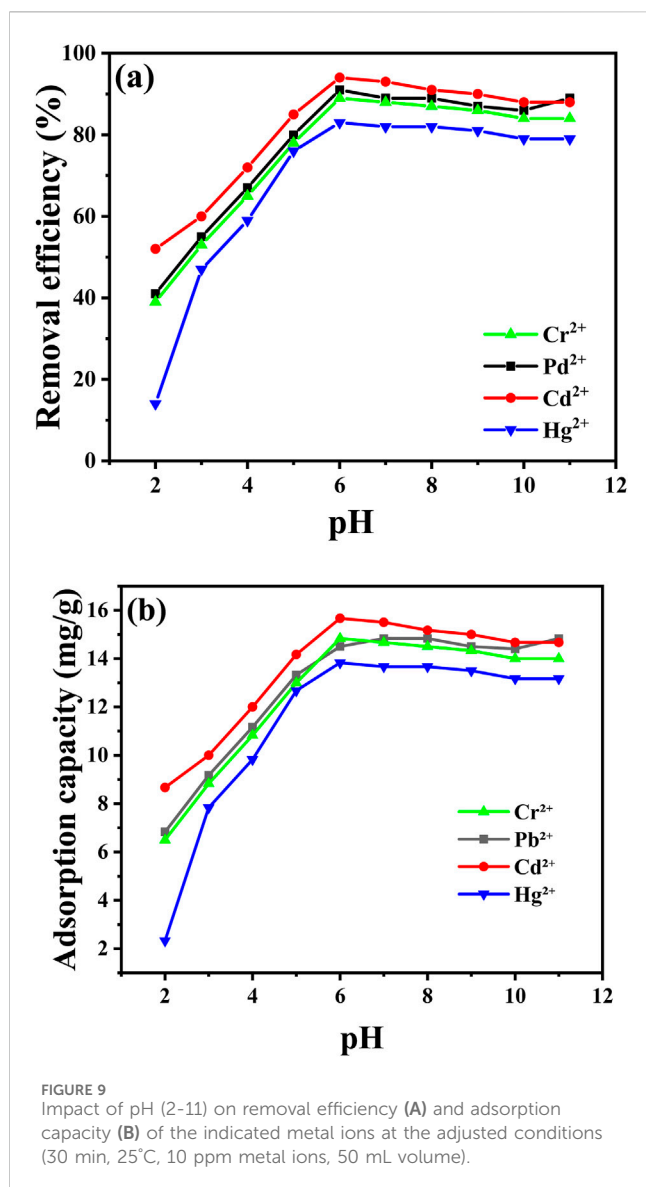 (a)
Removal efficiency (%)
100
80
60
40
20
0
Cr²⁺
Pd²⁺
Cd²⁺
Hg²⁺
2 4 6 8 10 12
pH
(b)
Adsorption capacity (mg/g)
16
14
12
10
8
6
4
2
Cr²⁺
Pb²⁺
Cd²⁺
Hg²⁺
2 4 6 8 10 12
pH
FIGURE 9
Impact of pH (2-11) on removal efficiency (A) and adsorption
capacity (B) of the indicated metal ions at the adjusted conditions
(30 min, 25°C, 10 ppm metal ions, 50 mL volume).